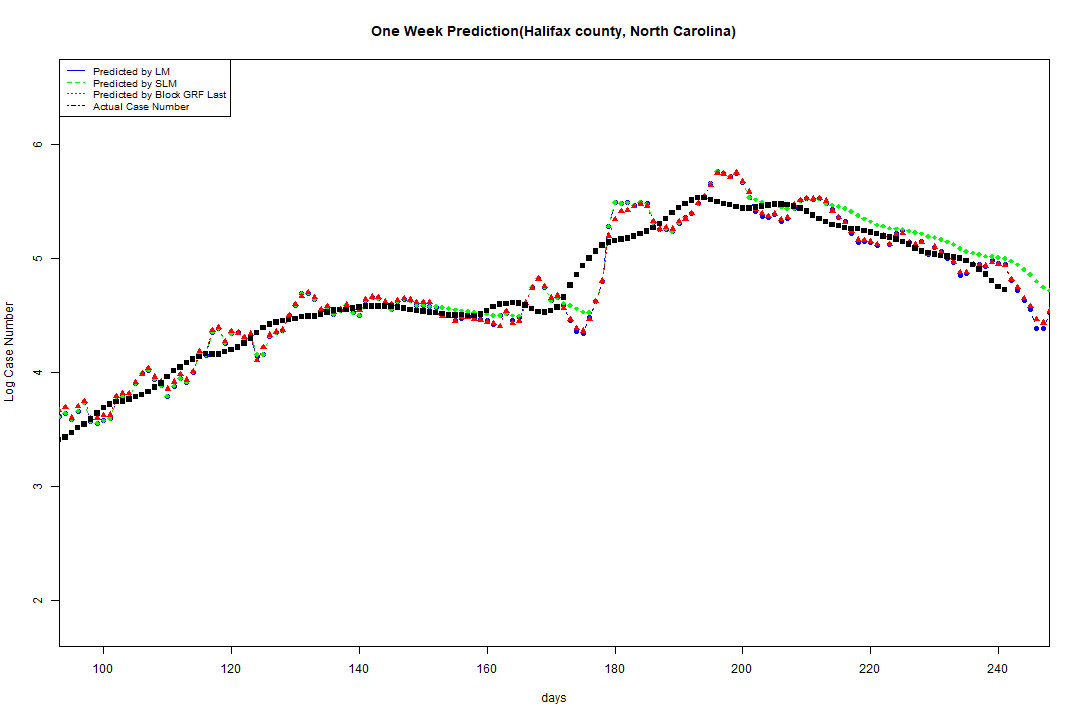 One Week Prediction(Halifax county, North Carolina)
Predicted by LM
Predicted by SLM
Predicted by Block GRF Last
Actual Case Number
Log Case Number
6
5
4
3
2
100 120 140 160 180 200 220 240
days